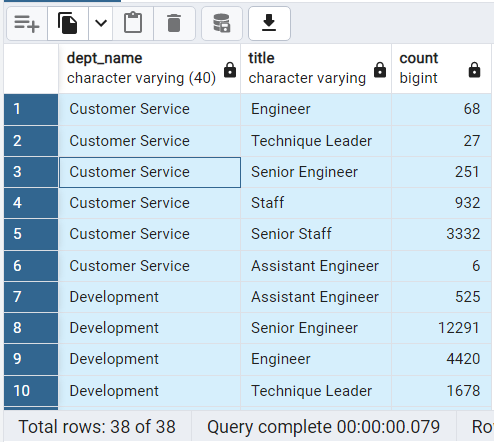 dept_name title count
character varying (40) character varying bigint
1 Customer Service Engineer 68
2 Customer Service Technique Leader 27
3 Customer Service Senior Engineer 251
4 Customer Service Staff 932
5 Customer Service Senior Staff 3332
6 Customer Service Assistant Engineer 6
7 Development Assistant Engineer 525
8 Development Senior Engineer 12291
9 Development Engineer 4420
10 Development Technique Leader 1678
Total rows: 38 of 38 Query complete 00:00:00.079 Ro